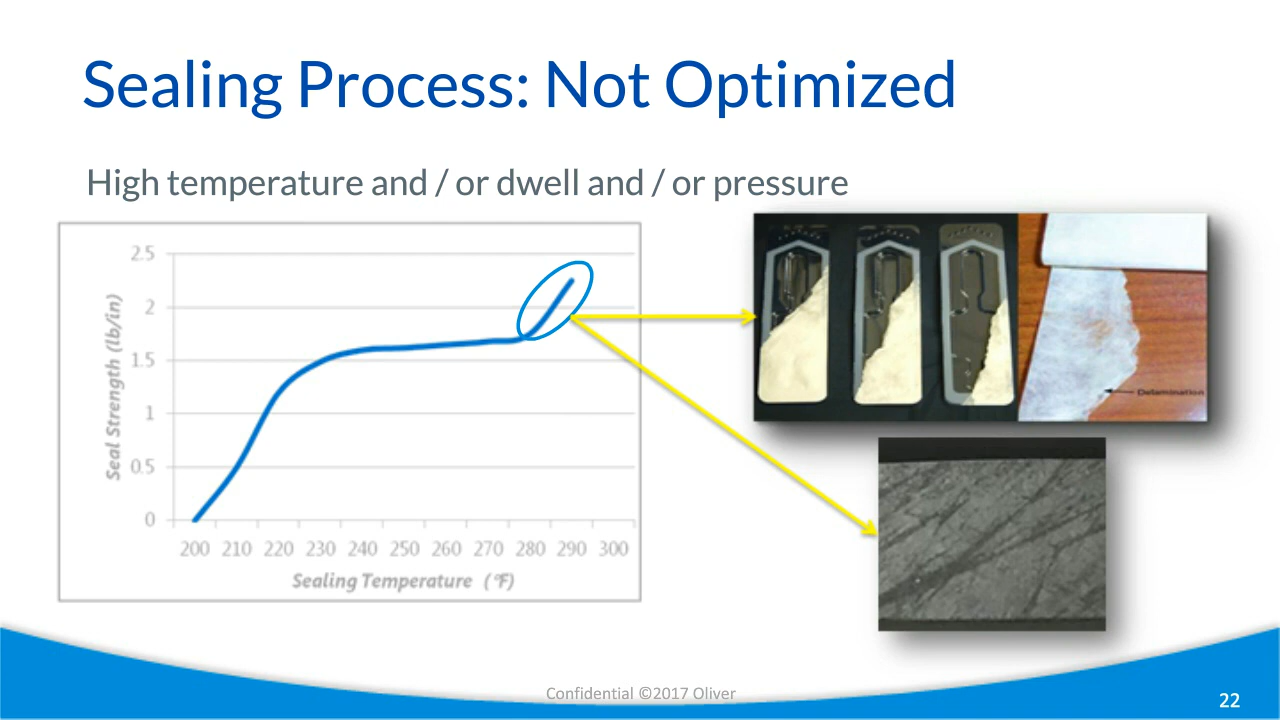 Sealing Process: Not Optimized
High temperature and / or dwell and / or pressure
2.5
2
1.5
1
0.5
0
Seal Strength (lb/in)
200 210 220 230 240 250 260 270 280 290 300
Sealing Temperature (°F)
Delamination
Confidential ©2017 Oliver
22